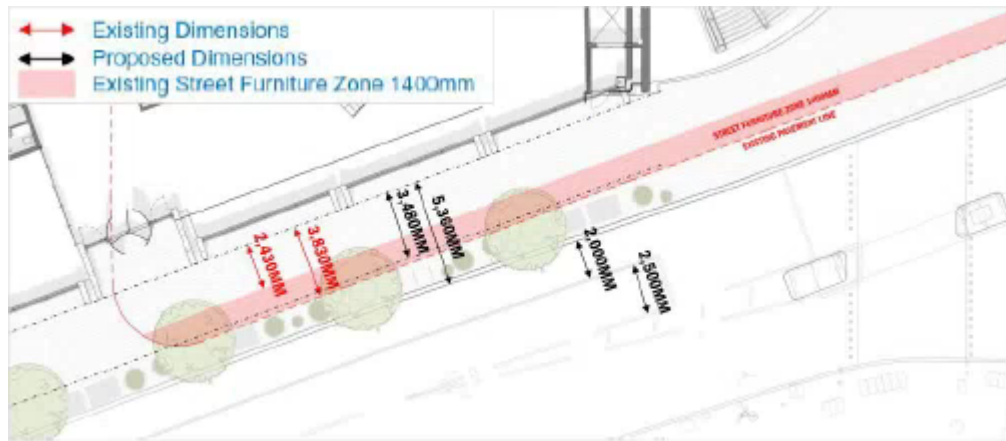 Existing Dimensions
Proposed Dimensions
Existing Street Furniture Zone 1400mm
STREET FURNITURE ZONE 1400MM
EXISTING PAVEMENT LINE
2,430MM
3,830MM
3,480MM
5,360MM
2,000MM
2,500MM